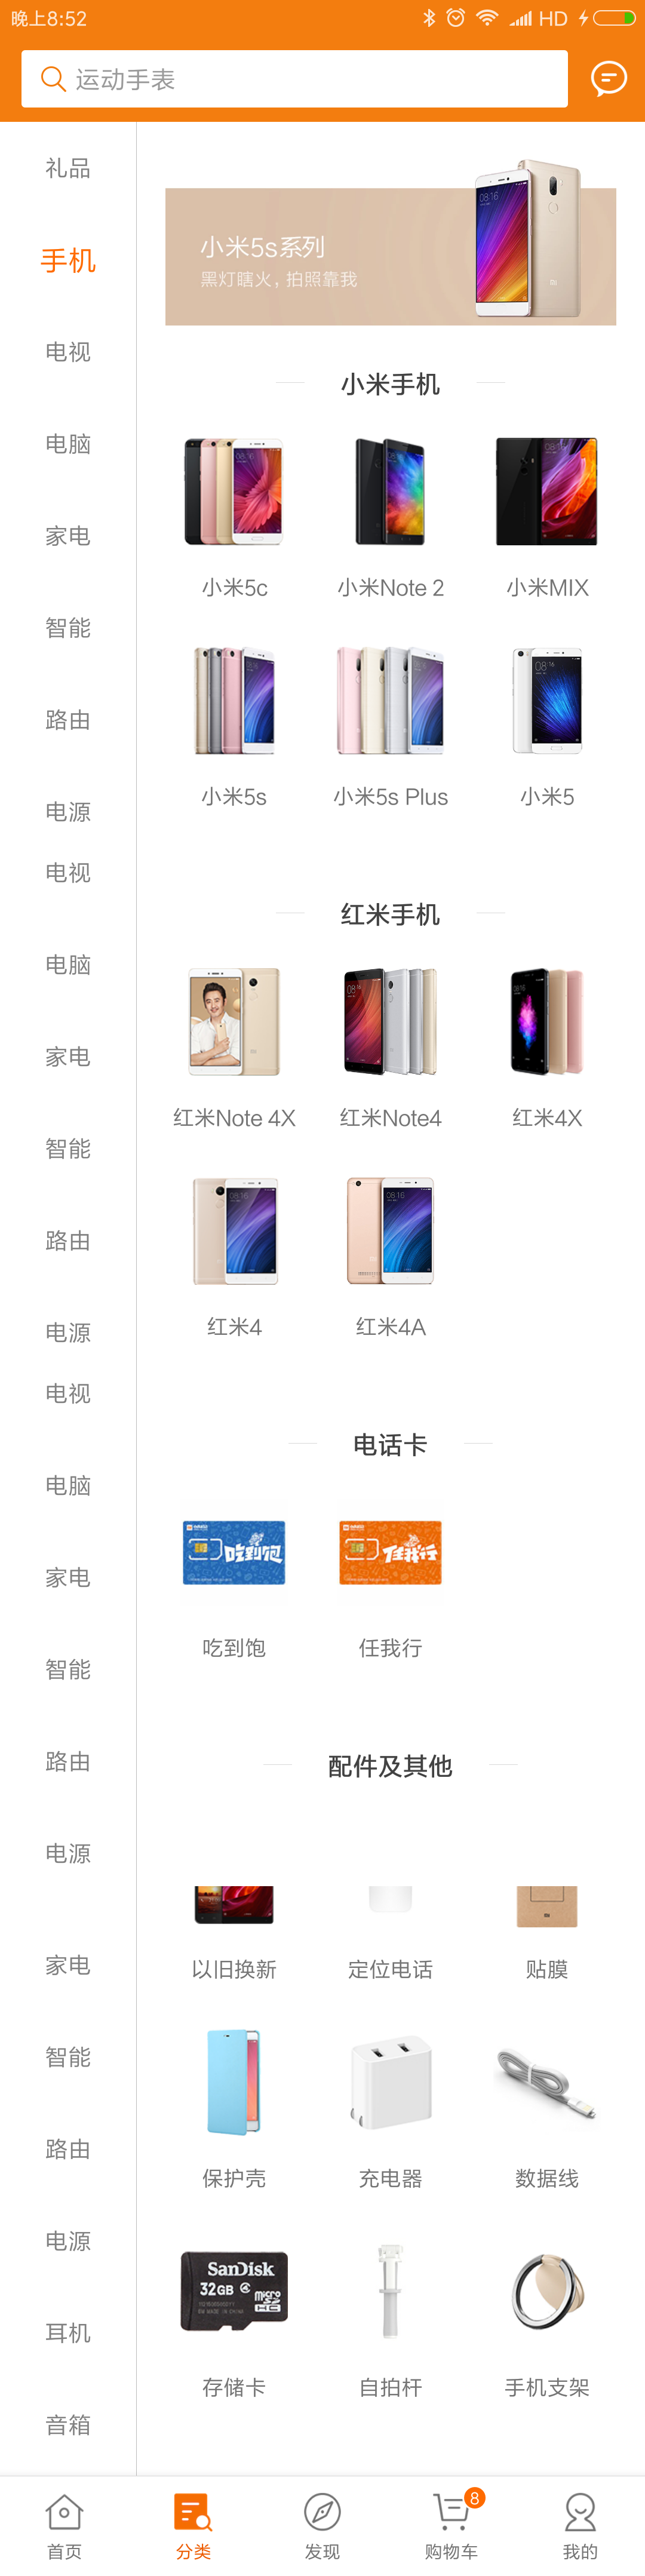 晚上8:52
HD
运动手表
礼品
手机
电视
电脑
家电
智能
路由
电源
电视
电脑
家电
智能
路由
电源
电视
电脑
家电
智能
路由
电源
家电
智能
路由
电源
耳机
音箱
小米5s系列
黑灯瞎火，拍照靠我
小米手机
08:16
小米5c
小米Note 2
小米MIX
小米5s
小米5s Plus
小米5
红米手机
红米Note 4X
红米Note4
红米4X
08:16
08:16
红米4
红米4A
电话卡
吃到饱
任我行
吃到饱
任我行
配件及其他
以旧换新
定位电话
贴膜
保护壳
充电器
数据线
SanDisk
32GB
4
micro
SD
HC
存储卡
自拍杆
手机支架
首页
分类
发现
8
购物车
我的